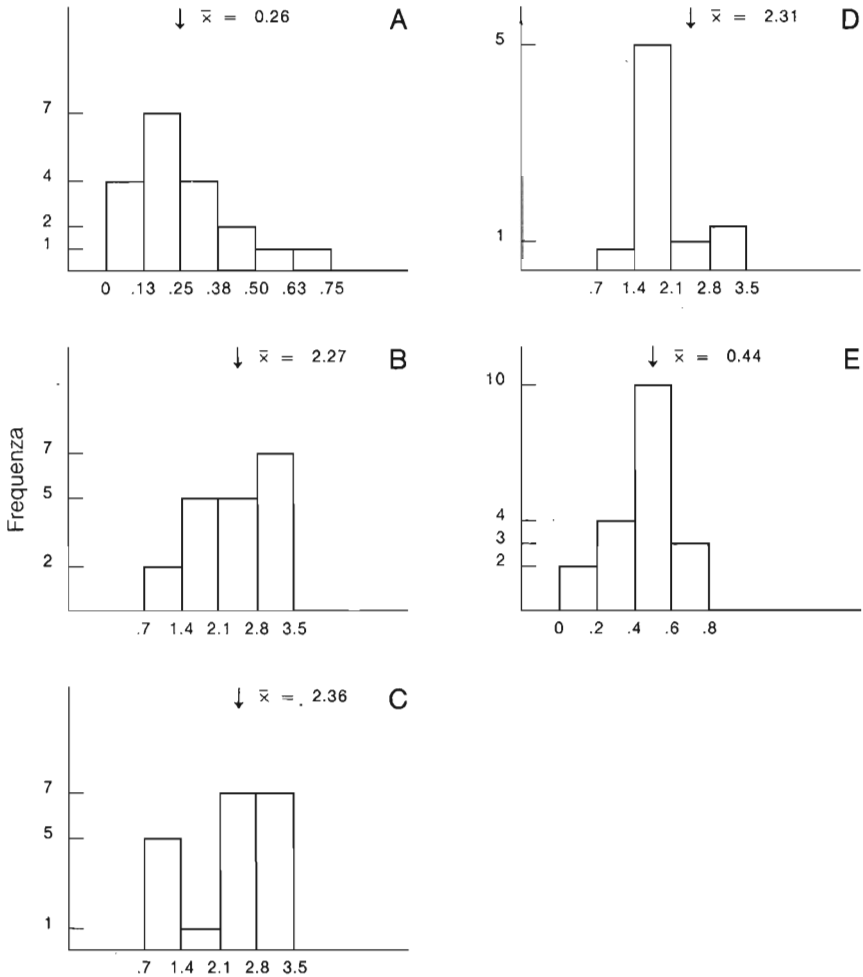 x̄ = 0.26
A
7
4
2
1
0 .13 .25 .38 .50 .63 .75
x̄ = 2.27
B
Frequenza
7
5
2
.7 1.4 2.1 2.8 3.5
x̄ = 2.36
C
7
5
1
.7 1.4 2.1 2.8 3.5
x̄ = 2.31
D
5
1
.7 1.4 2.1 2.8 3.5
x̄ = 0.44
E
10
4
3
2
0 .2 .4 .6 .8